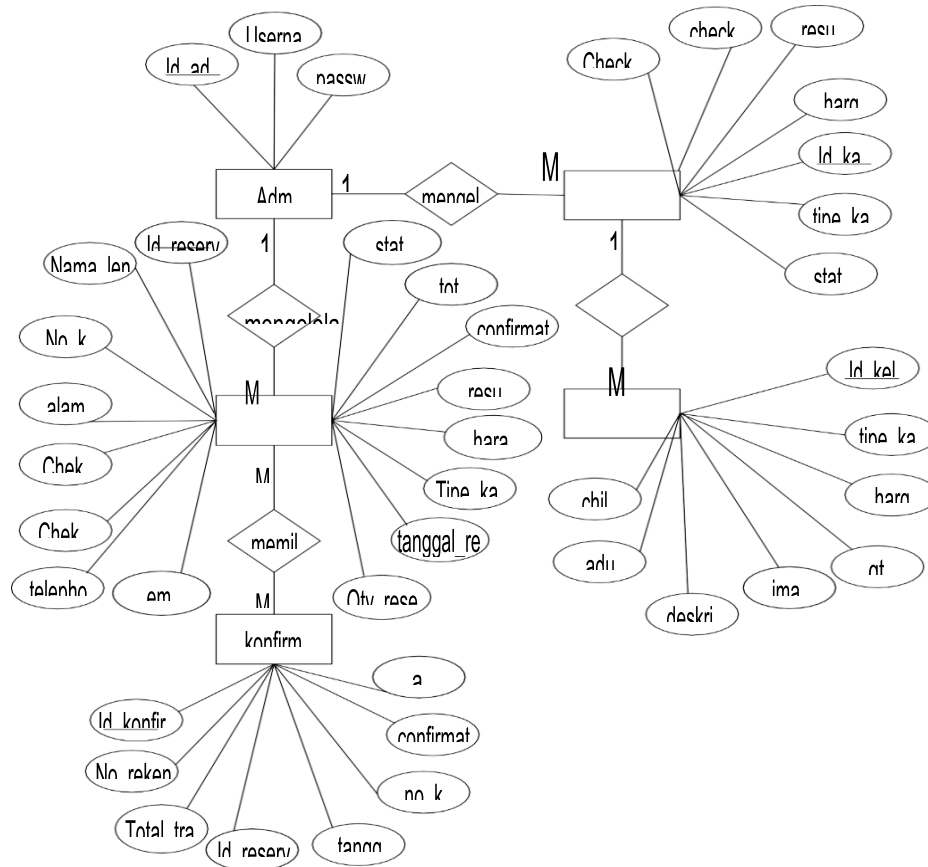 Userna
Id_ad
passw
Check
check
resu
harg
Id_ka
tipe_ka
stat
Adm
1
mengel
M
1
1
Id_reserv
Nama_len
No_k
alam
Chek
Chek
telepho
em
mengelola
M
stat
tot
confirmat
resu
harg
Tipe_ka
tanggal_re
Qty_rese
M
memil
M
konfirm
M
Id_kel
tipe_ka
harg
qt
ima
deskri
adu
chil
a
confirmat
no_k
tangg
Id_reserv
Total_tra
No_reken
Id_konfir